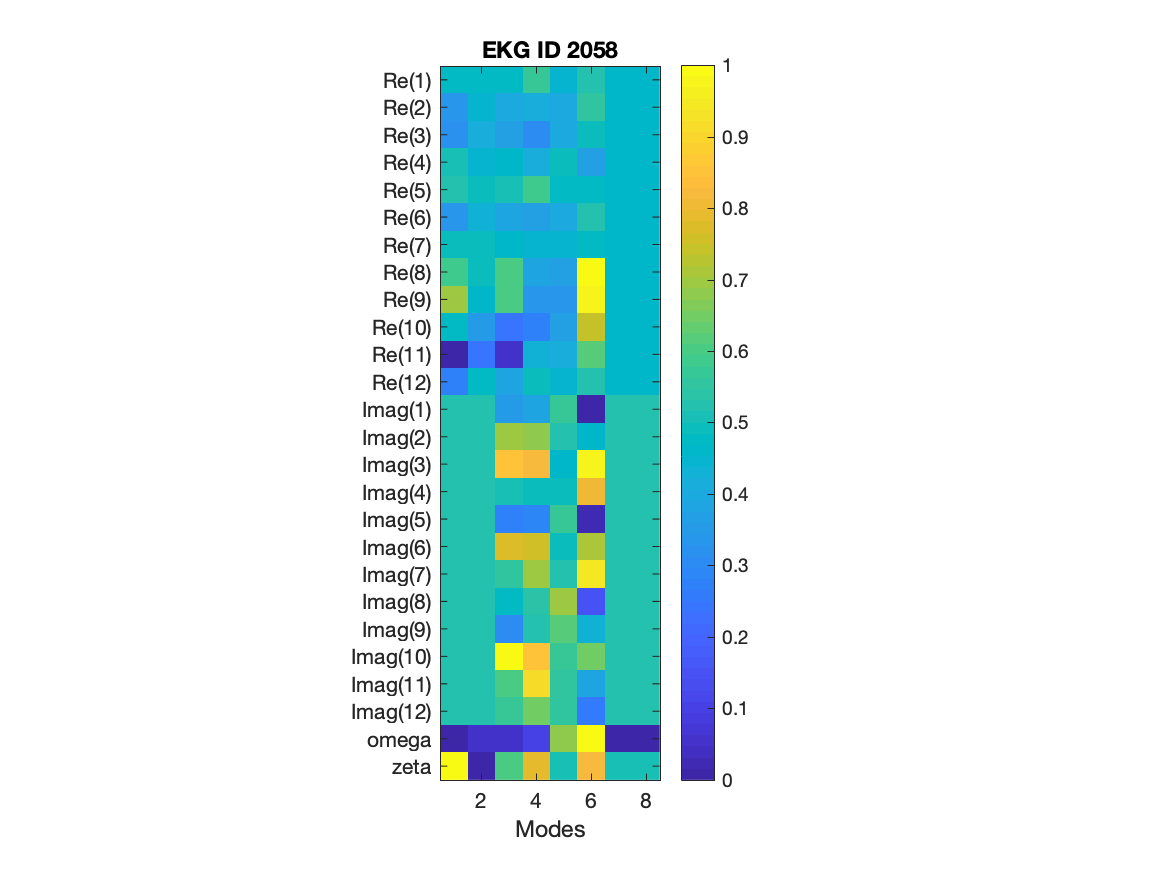 EKG ID 2058
Re(1)
Re(2)
Re(3)
Re(4)
Re(5)
Re(6)
Re(7)
Re(8)
Re(9)
Re(10)
Re(11)
Re(12)
Imag(1)
Imag(2)
Imag(3)
Imag(4)
Imag(5)
Imag(6)
Imag(7)
Imag(8)
Imag(9)
Imag(10)
Imag(11)
Imag(12)
omega
zeta
2 4 6 8
Modes
1
0.9
0.8
0.7
0.6
0.5
0.4
0.3
0.2
0.1
0